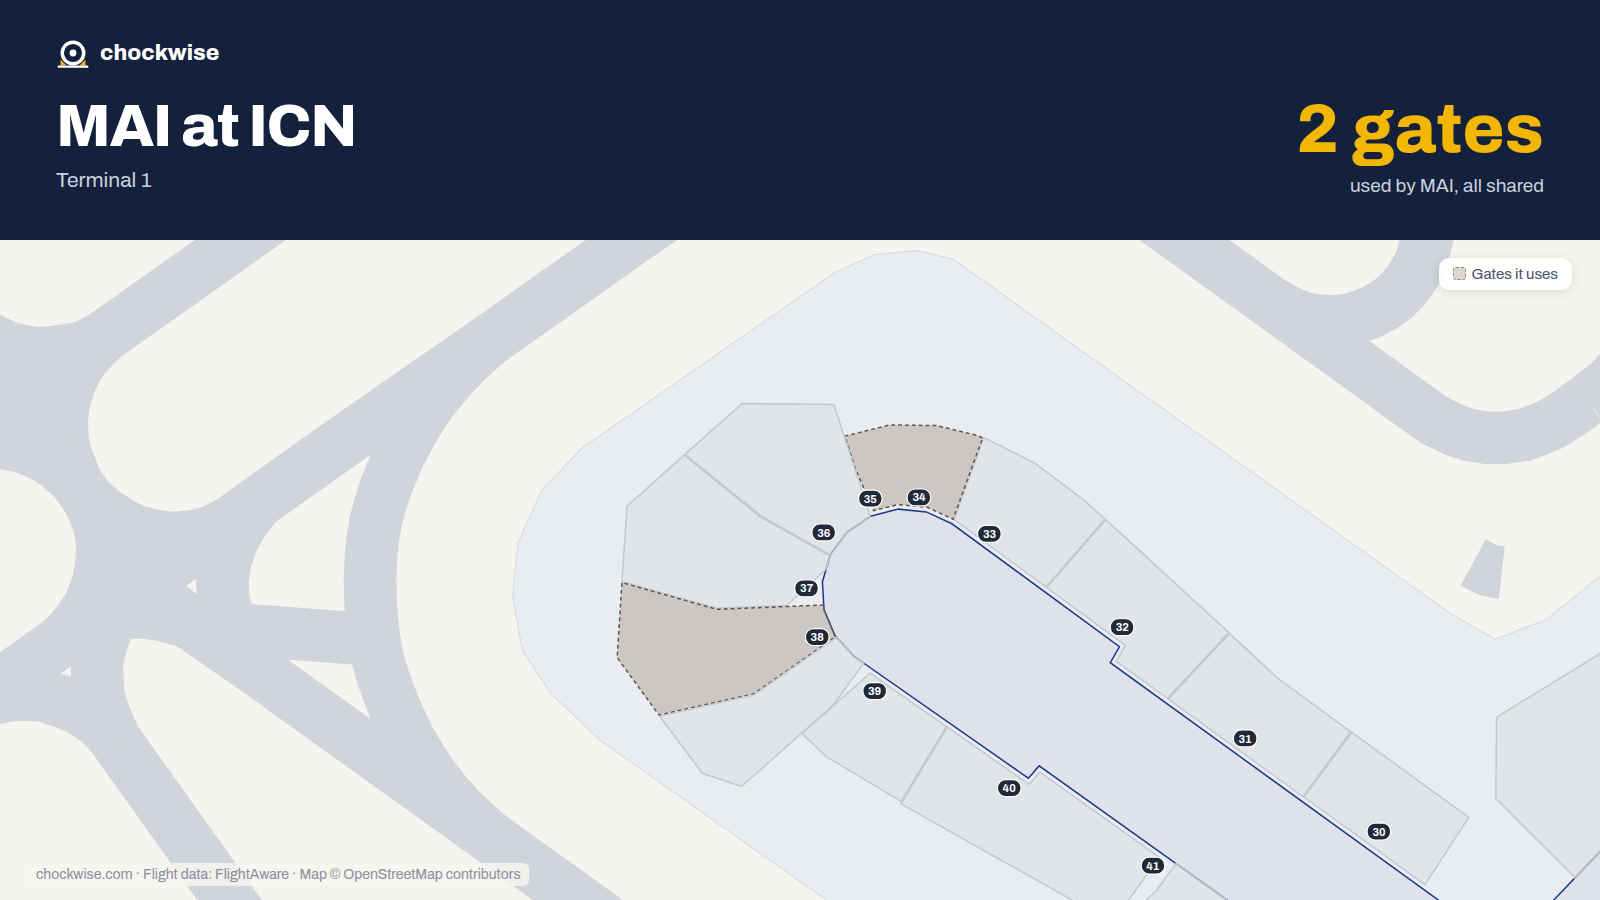 chockwise
MAI at ICN
Terminal 1
2 gates
used by MAI, all shared
Gates it uses
35
34
36
33
37
38
32
39
31
40
30
41
chockwise.com · Flight data: FlightAware · Map © OpenStreetMap contributors